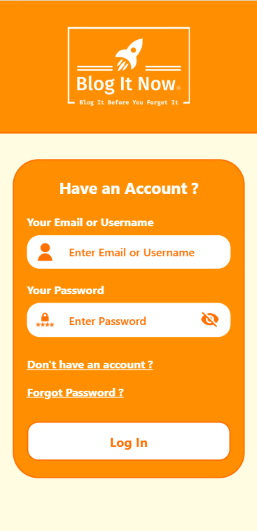 Blog It Now
Blog It Before You Forget It
Have an Account ?
Your Email or Username
Enter Email or Username
Your Password
Enter Password
Don't have an account ?
Forgot Password ?
Log In